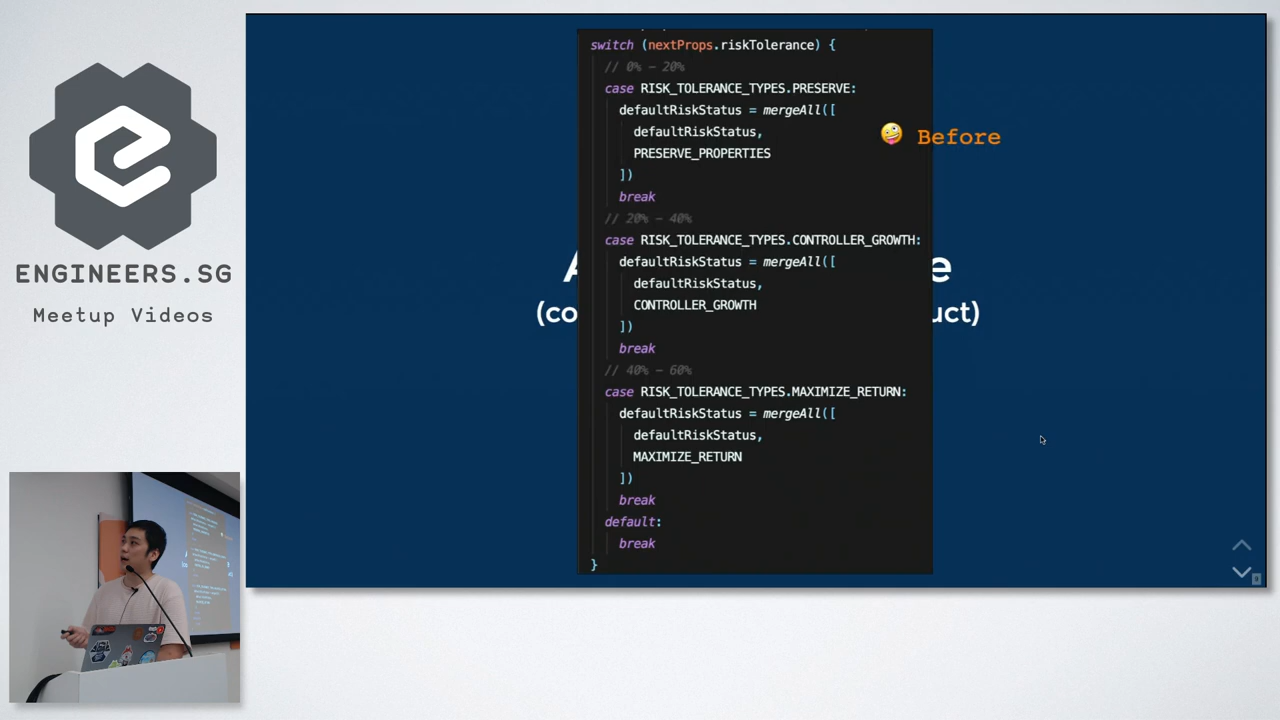 ENGINEERS.SG
Meetup Videos
switch (nextProps.riskTolerance) {
// 0% – 20%
case RISK_TOLERANCE_TYPES.PRESERVE:
defaultRiskStatus = mergeAll([
defaultRiskStatus,
PRESERVE_PROPERTIES
])
break
// 20% – 40%
case RISK_TOLERANCE_TYPES.CONTROLLER_GROWTH:
defaultRiskStatus = mergeAll([
defaultRiskStatus,
CONTROLLER_GROWTH
])
break
// 40% – 60%
case RISK_TOLERANCE_TYPES.MAXIMIZE_RETURN:
defaultRiskStatus = mergeAll([
defaultRiskStatus,
MAXIMIZE_RETURN
])
break
default:
break
}
🤪 Before